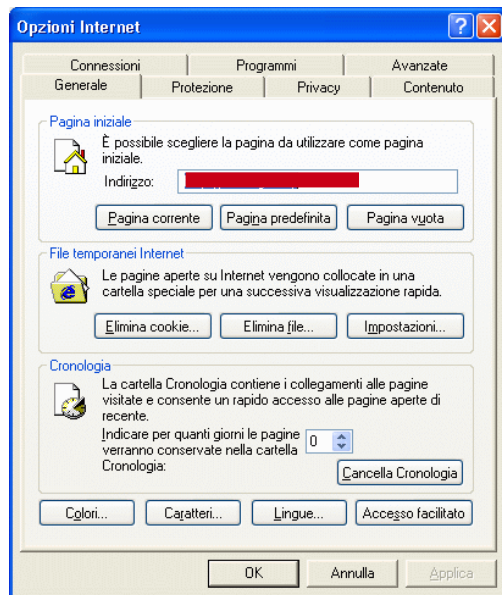 Opzioni Internet
Connessioni Programmi Avanzate
Generale Protezione Privacy Contenuto
Pagina iniziale
È possibile scegliere la pagina da utilizzare come pagina
iniziale.
Indirizzo:
Pagina corrente Pagina predefinita Pagina vuota
File temporanei Internet
Le pagine aperte su Internet vengono collocate in una
cartella speciale per una successiva visualizzazione rapida.
Elimina cookie... Elimina file... Impostazioni...
Cronologia
La cartella Cronologia contiene i collegamenti alle pagine
visitate e consente un rapido accesso alle pagine aperte di
recente.
Indicare per quanti giorni le pagine
verranno conservate nella cartella 0
Cronologia:
Cancella Cronologia
Colori... Caratteri... Lingue... Accesso facilitato
OK Annulla Applica